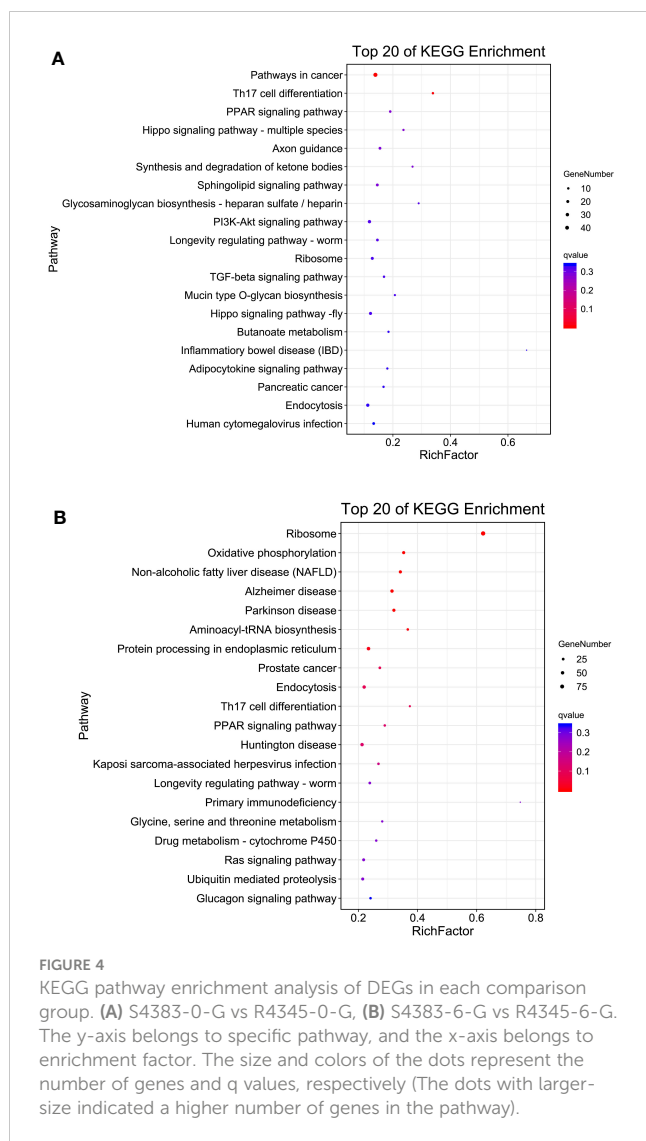 A
Top 20 of KEGG Enrichment
Pathway
Pathways in cancer
Th17 cell differentiation
PPAR signaling pathway
Hippo signaling pathway - multiple species
Axon guidance
Synthesis and degradation of ketone bodies
Sphingolipid signaling pathway
Glycosaminoglycan biosynthesis - heparan sulfate / heparin
PI3K-Akt signaling pathway
Longevity regulating pathway - worm
Ribosome
TGF-beta signaling pathway
Mucin type O-glycan biosynthesis
Hippo signaling pathway -fly
Butanoate metabolism
Inflammatiory bowel disease (IBD)
Adipocytokine signaling pathway
Pancreatic cancer
Endocytosis
Human cytomegalovirus infection
0.2 0.4 0.6
RichFactor
GeneNumber
10
20
30
40
qvalue
0.3
0.2
0.1
B
Top 20 of KEGG Enrichment
Pathway
Ribosome
Oxidative phosphorylation
Non-alcoholic fatty liver disease (NAFLD)
Alzheimer disease
Parkinson disease
Aminoacyl-tRNA biosynthesis
Protein processing in endoplasmic reticulum
Prostate cancer
Endocytosis
Th17 cell differentiation
PPAR signaling pathway
Huntington disease
Kaposi sarcoma-associated herpesvirus infection
Longevity regulating pathway - worm
Primary immunodeficiency
Glycine, serine and threonine metabolism
Drug metabolism - cytochrome P450
Ras signaling pathway
Ubiquitin mediated proteolysis
Glucagon signaling pathway
0.2 0.4 0.6 0.8
RichFactor
GeneNumber
25
50
75
qvalue
0.3
0.2
0.1
FIGURE 4
KEGG pathway enrichment analysis of DEGs in each comparison
group. (A) S4383-0-G vs R4345-0-G, (B) S4383-6-G vs R4345-6-G.
The y-axis belongs to specific pathway, and the x-axis belongs to
enrichment factor. The size and colors of the dots represent the
number of genes and q values, respectively (The dots with larger-
size indicated a higher number of genes in the pathway).